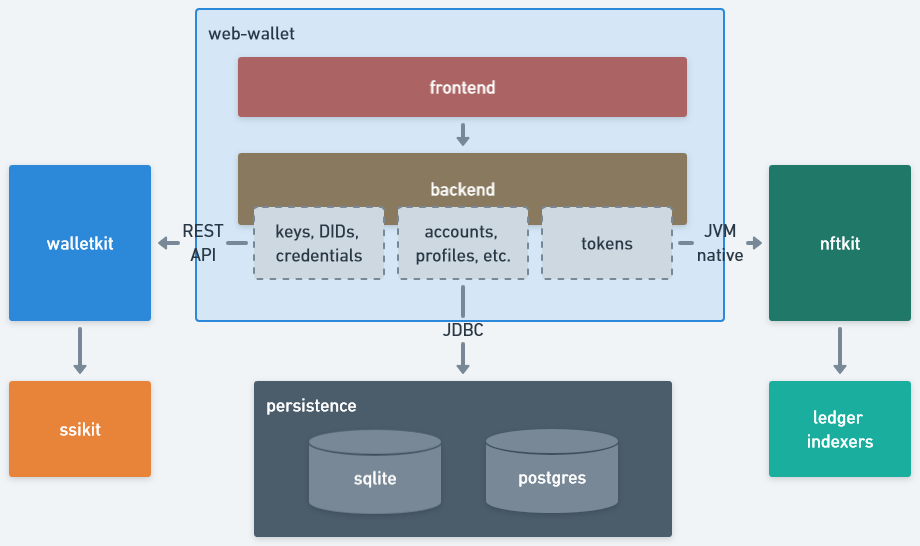 web-wallet
frontend
backend
walletkit
REST
API
keys, DIDs,
credentials
accounts,
profiles, etc.
tokens
JVM
native
nftkit
JDBC
ssikit
persistence
sqlite
postgres
ledger
indexers